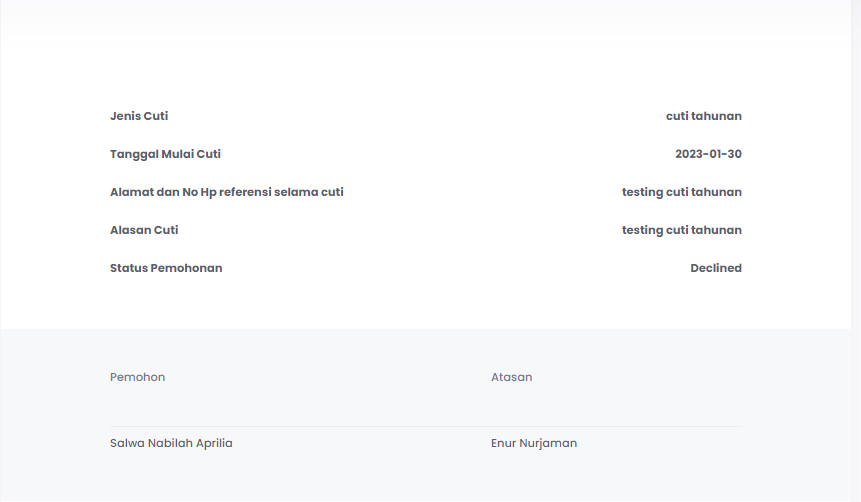 Jenis Cuti cuti tahunan
Tanggal Mulai Cuti 2023-01-30
Alamat dan No Hp referensi selama cuti testing cuti tahunan
Alasan Cuti testing cuti tahunan
Status Pemohonan Declined
Pemohon Atasan
Salwa Nabilah Aprilia Enur Nurjaman